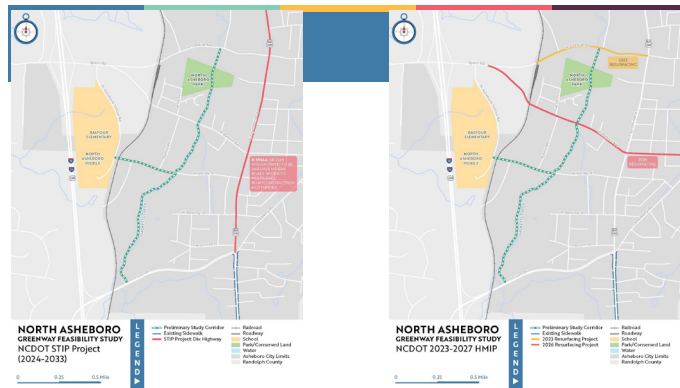 NORTH
ASHEBORO
PARK
BALFOUR
ELEMENTARY
NORTH
ASHEBORO
MIDDLE
NORTH ASHEBORO
GREENWAY FEASIBILITY STUDY
NCDOT STIP Project
(2024-2033)
0 0.25 0.5 Mile
LEGEND
Preliminary Study Corridor
Existing Sidewalk
STIP Project Div. Highway
Railroad
Roadway
School
Park/Conserved Land
Water
Asheboro City Limits
Randolph County
2023
RESURFACING
NORTH
ASHEBORO
PARK
BALFOUR
ELEMENTARY
NORTH
ASHEBORO
MIDDLE
2026
RESURFACING
NORTH ASHEBORO
GREENWAY FEASIBILITY STUDY
NCDOT 2023-2027 HMIP
0 0.25 0.5 Mile
LEGEND
Preliminary Study Corridor
Existing Sidewalk
2023 Resurfacing Project
2026 Resurfacing Project
Railroad
Roadway
School
Park/Conserved Land
Water
Asheboro City Limits
Randolph County